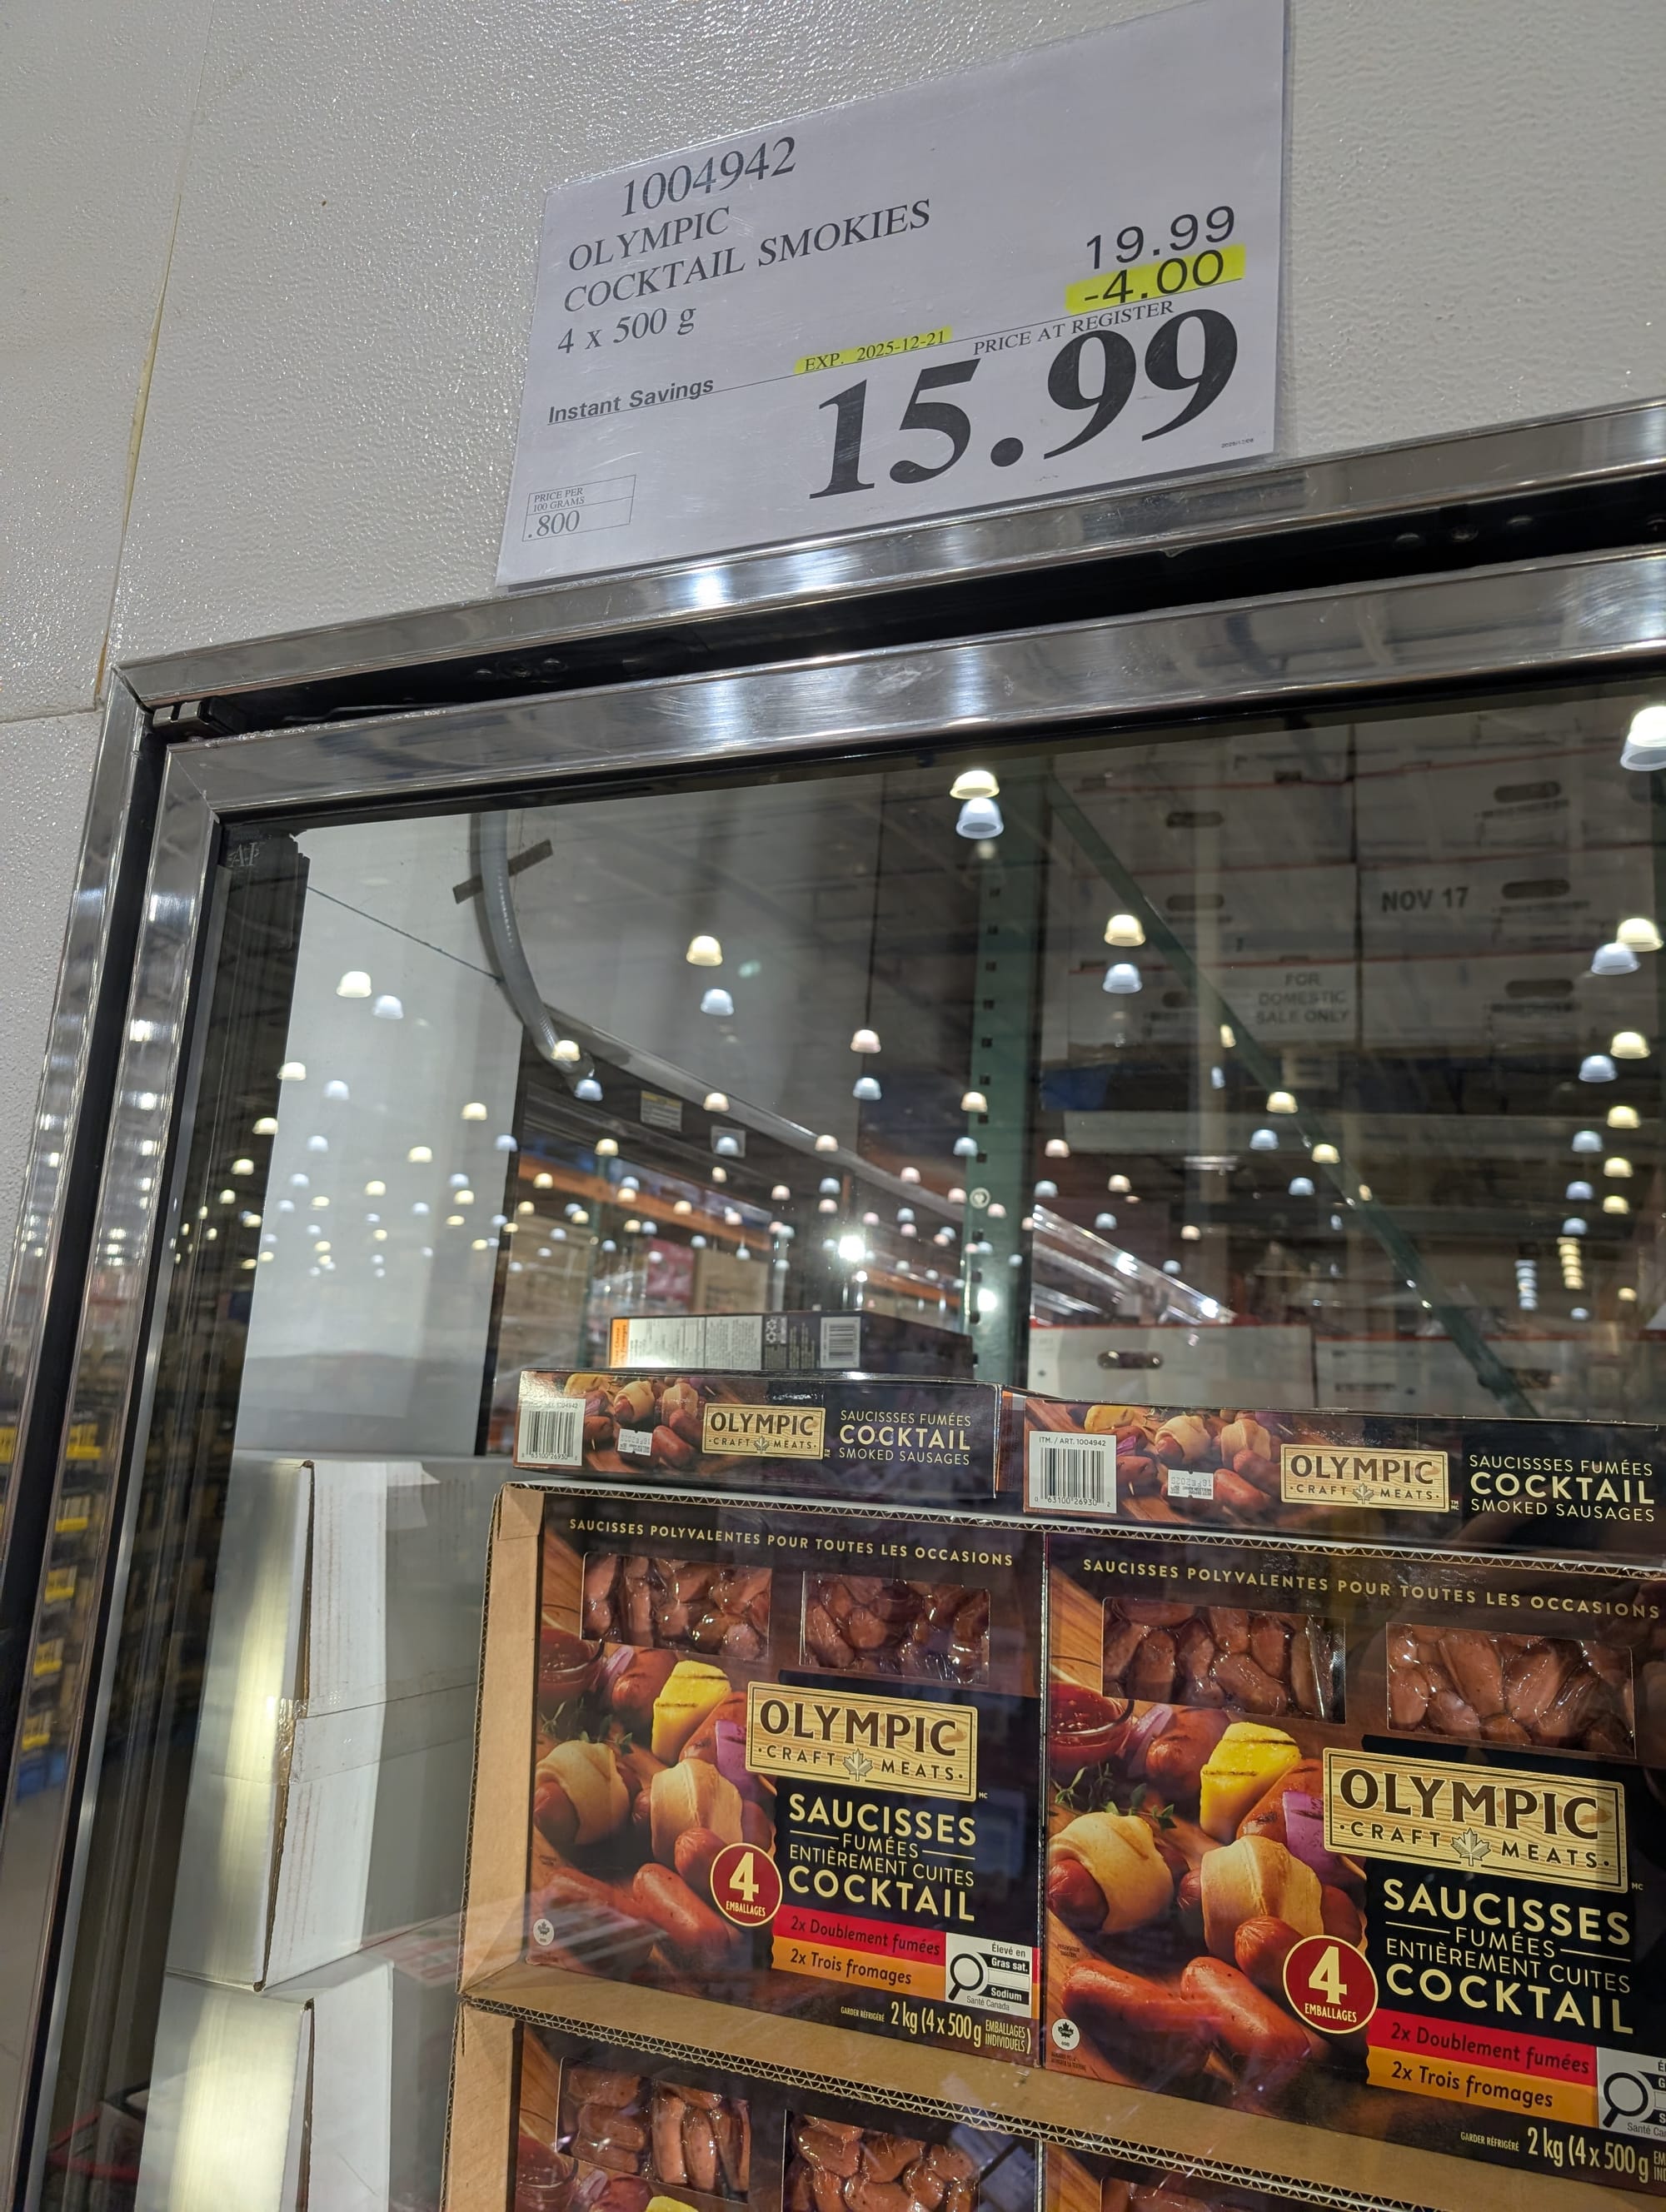 1004942
OLYMPIC
COCKTAIL SMOKIES
4 x 500 g
19.99
-4.00
EXP. 2025-12-21 PRICE AT REGISTER
Instant Savings
15.99
PRICE PER
100 GRAMS
.800
NOV 17
FOR
DOMESTIC
SALE ONLY
OLYMPIC
CRAFT MEATS
SAUCISSSES FUMÉES
COCKTAIL
SMOKED SAUSAGES
ITM. / ART. 1004942
0 63100 26930 2
OLYMPIC
CRAFT MEATS
SAUCISSSES FUMÉES
COCKTAIL
SMOKED SAUSAGES
SAUCISSES POLYVALENTES POUR TOUTES LES OCCASIONS
OLYMPIC
·CRAFT MEATS·
MC
SAUCISSES
FUMÉES
ENTIÈREMENT CUITES
COCKTAIL
4
EMBALLAGES
2x Doublement fumées
2x Trois fromages
Élevé en
Gras sat.
Sodium
Santé Canada
GARDER RÉFRIGÉRÉ 2 kg (4 x 500 g EMBALLAGES INDIVIDUELS)
SAUCISSES POLYVALENTES POUR TOUTES LES OCCASIONS
OLYMPIC
·CRAFT MEATS·
MC
SAUCISSES
FUMÉES
ENTIÈREMENT CUITES
COCKTAIL
4
EMBALLAGES
2x Doublement fumées
2x Trois fromages
GARDER RÉFRIGÉRÉ 2 kg (4 x 500 g